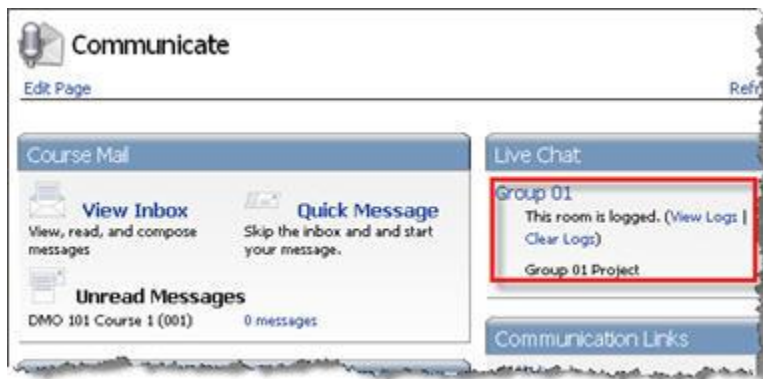 Communicate
Edit Page
Refr
Course Mail
View Inbox
View, read, and compose
messages
Quick Message
Skip the inbox and and start
your message.
Unread Messages
DMO 101 Course 1 (001)
0 messages
Live Chat
Group 01
This room is logged. (View Logs |
Clear Logs)
Group 01 Project
Communication Links